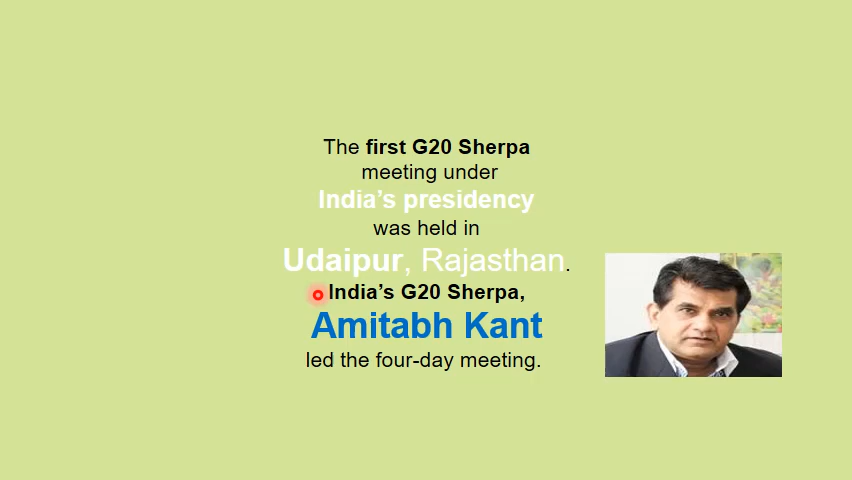 The first G20 Sherpa
meeting under
India’s presidency
was held in
Udaipur, Rajasthan.
India’s G20 Sherpa,
Amitabh Kant
led the four-day meeting.